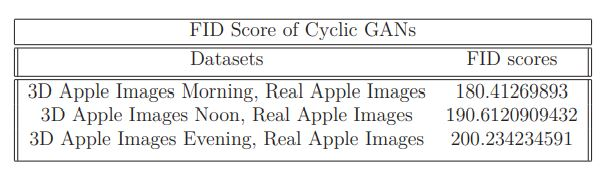 FID Score of Cyclic GANs
Datasets FID scores
3D Apple Images Morning, Real Apple Images 180.41269893
3D Apple Images Noon, Real Apple Images 190.6120909432
3D Apple Images Evening, Real Apple Images 200.234234591